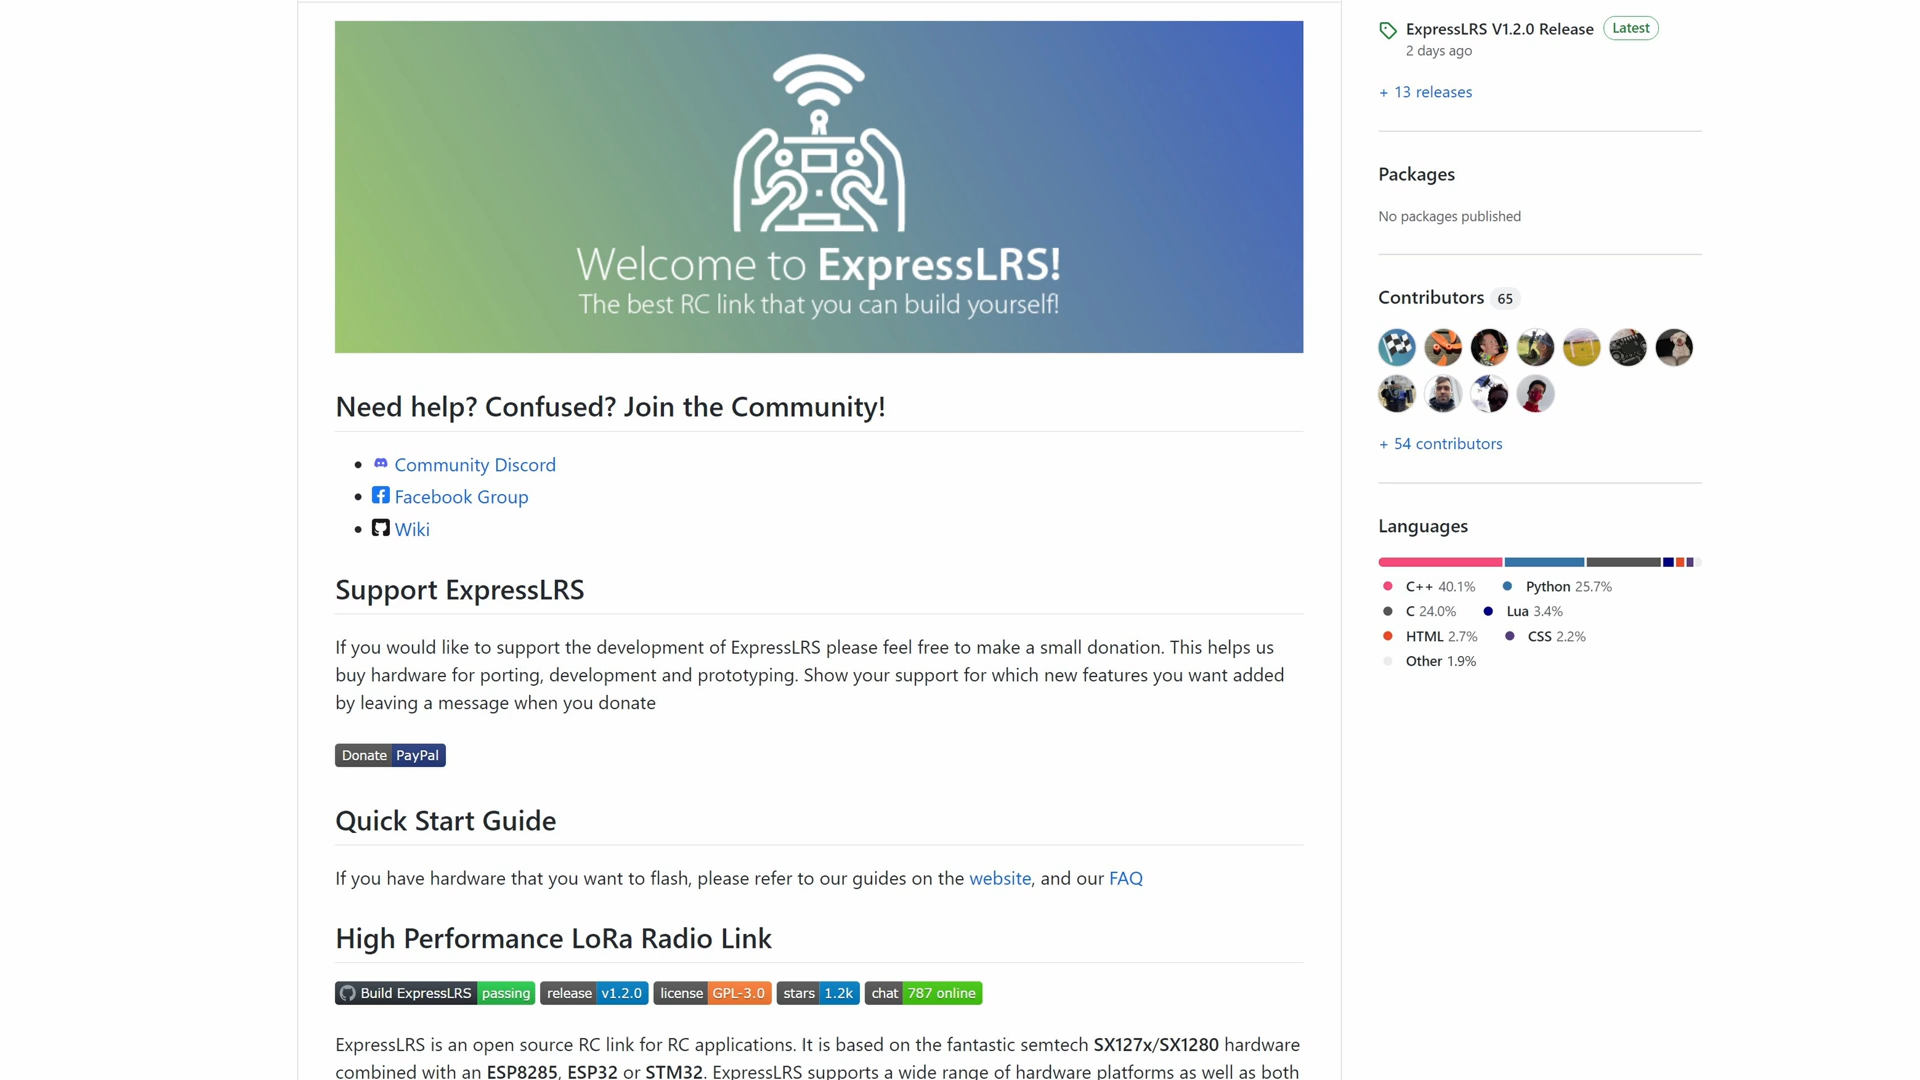 Welcome to ExpressLRS!
The best RC link that you can build yourself!
Need help? Confused? Join the Community!
Community Discord
Facebook Group
Wiki
Support ExpressLRS
If you would like to support the development of ExpressLRS please feel free to make a small donation. This helps us
buy hardware for porting, development and prototyping. Show your support for which new features you want added
by leaving a message when you donate
Donate PayPal
Quick Start Guide
If you have hardware that you want to flash, please refer to our guides on the website, and our FAQ
High Performance LoRa Radio Link
Build ExpressLRS passing release v1.2.0 license GPL-3.0 stars 1.2k chat 787 online
ExpressLRS is an open source RC link for RC applications. It is based on the fantastic semtech SX127x/SX1280 hardware
combined with an ESP8285, ESP32 or STM32. ExpressLRS supports a wide range of hardware platforms as well as both
ExpressLRS V1.2.0 Release Latest
2 days ago
+ 13 releases
Packages
No packages published
Contributors 65
+ 54 contributors
Languages
C++ 40.1% Python 25.7%
C 24.0% Lua 3.4%
HTML 2.7% CSS 2.2%
Other 1.9%